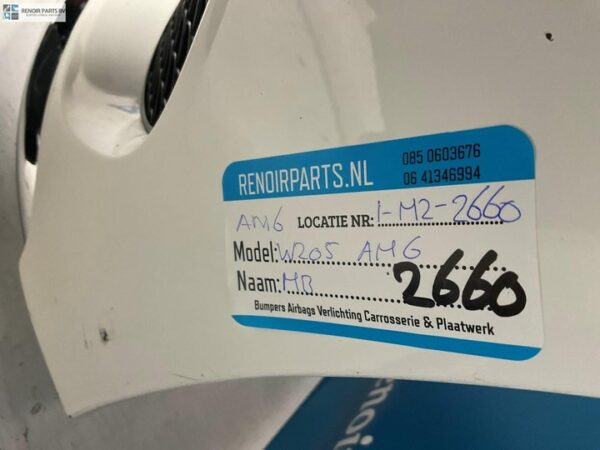 RENOIR PARTS BV
RENOIRPARTS.NL
085 0603676
06 41346994
AMG LOCATIE NR: 1-M2-2660
Model: W205 AMG
Naam: MB
2660
Bumpers Airbags Verlichting Carrosserie & Plaatwerk
enoi